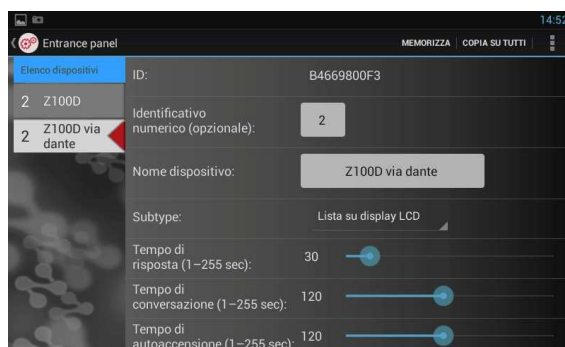 14:52
Entrance panel MEMORIZZA COPIA SU TUTTI
Elenco dispositivi
2 Z100D
2 Z100D via
dante
ID: B4669800F3
Identificativo
numerico (opzionale): 2
Nome dispositivo: Z100D via dante
Subtype: Lista su display LCD
Tempo di
risposta (1–255 sec): 30
Tempo di
conversazione (1–255 sec): 120
Tempo di
autoaccensione (1–255 sec): 120